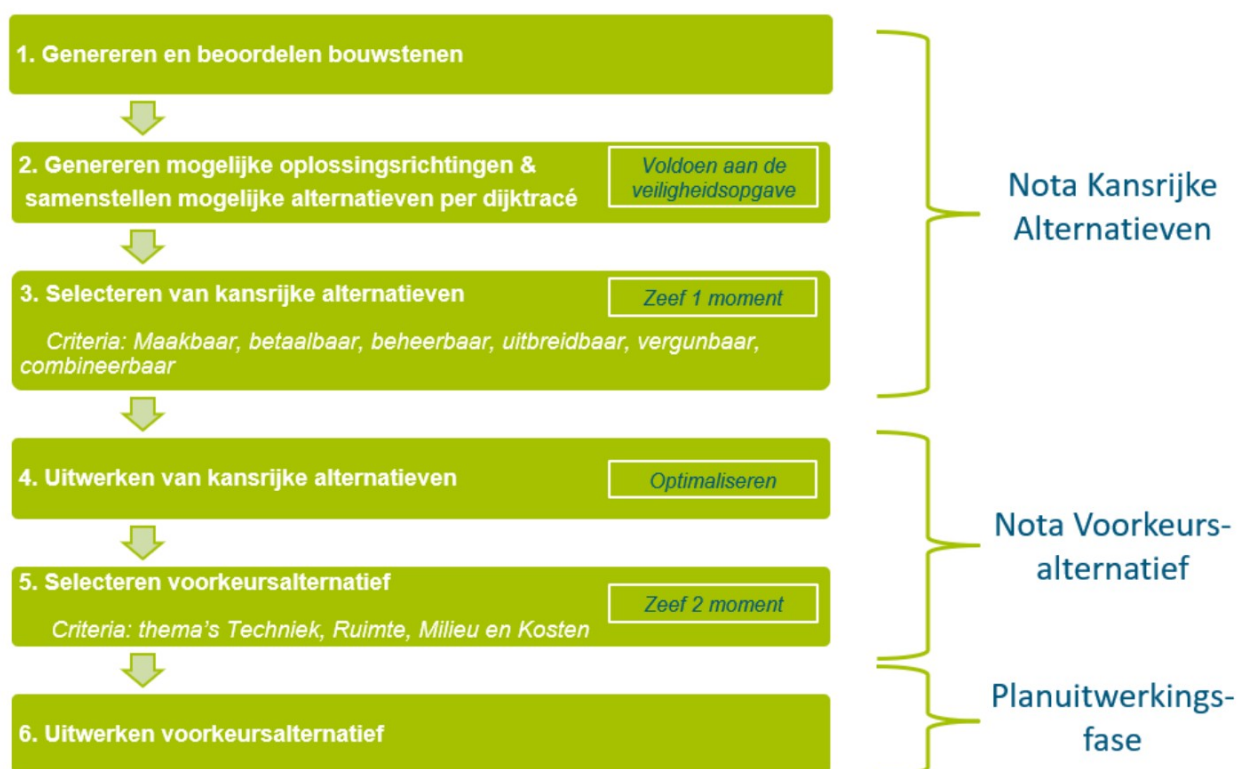 1. Genereren en beoordelen bouwstenen
2. Genereren mogelijke oplossingsrichtingen &
samenstellen mogelijke alternatieven per dijktracé
Voldoen aan de
veiligheidsopgave
3. Selecteren van kansrijke alternatieven
Zeef 1 moment
Criteria: Maakbaar, betaalbaar, beheerbaar, uitbreidbaar, vergunbaar,
combineerbaar
Nota Kansrijke
Alternatieven
4. Uitwerken van kansrijke alternatieven
Optimaliseren
5. Selecteren voorkeursalternatief
Zeef 2 moment
Criteria: thema's Techniek, Ruimte, Milieu en Kosten
Nota Voorkeurs-
alternatief
6. Uitwerken voorkeursalternatief
Planuitwerkings-
fase